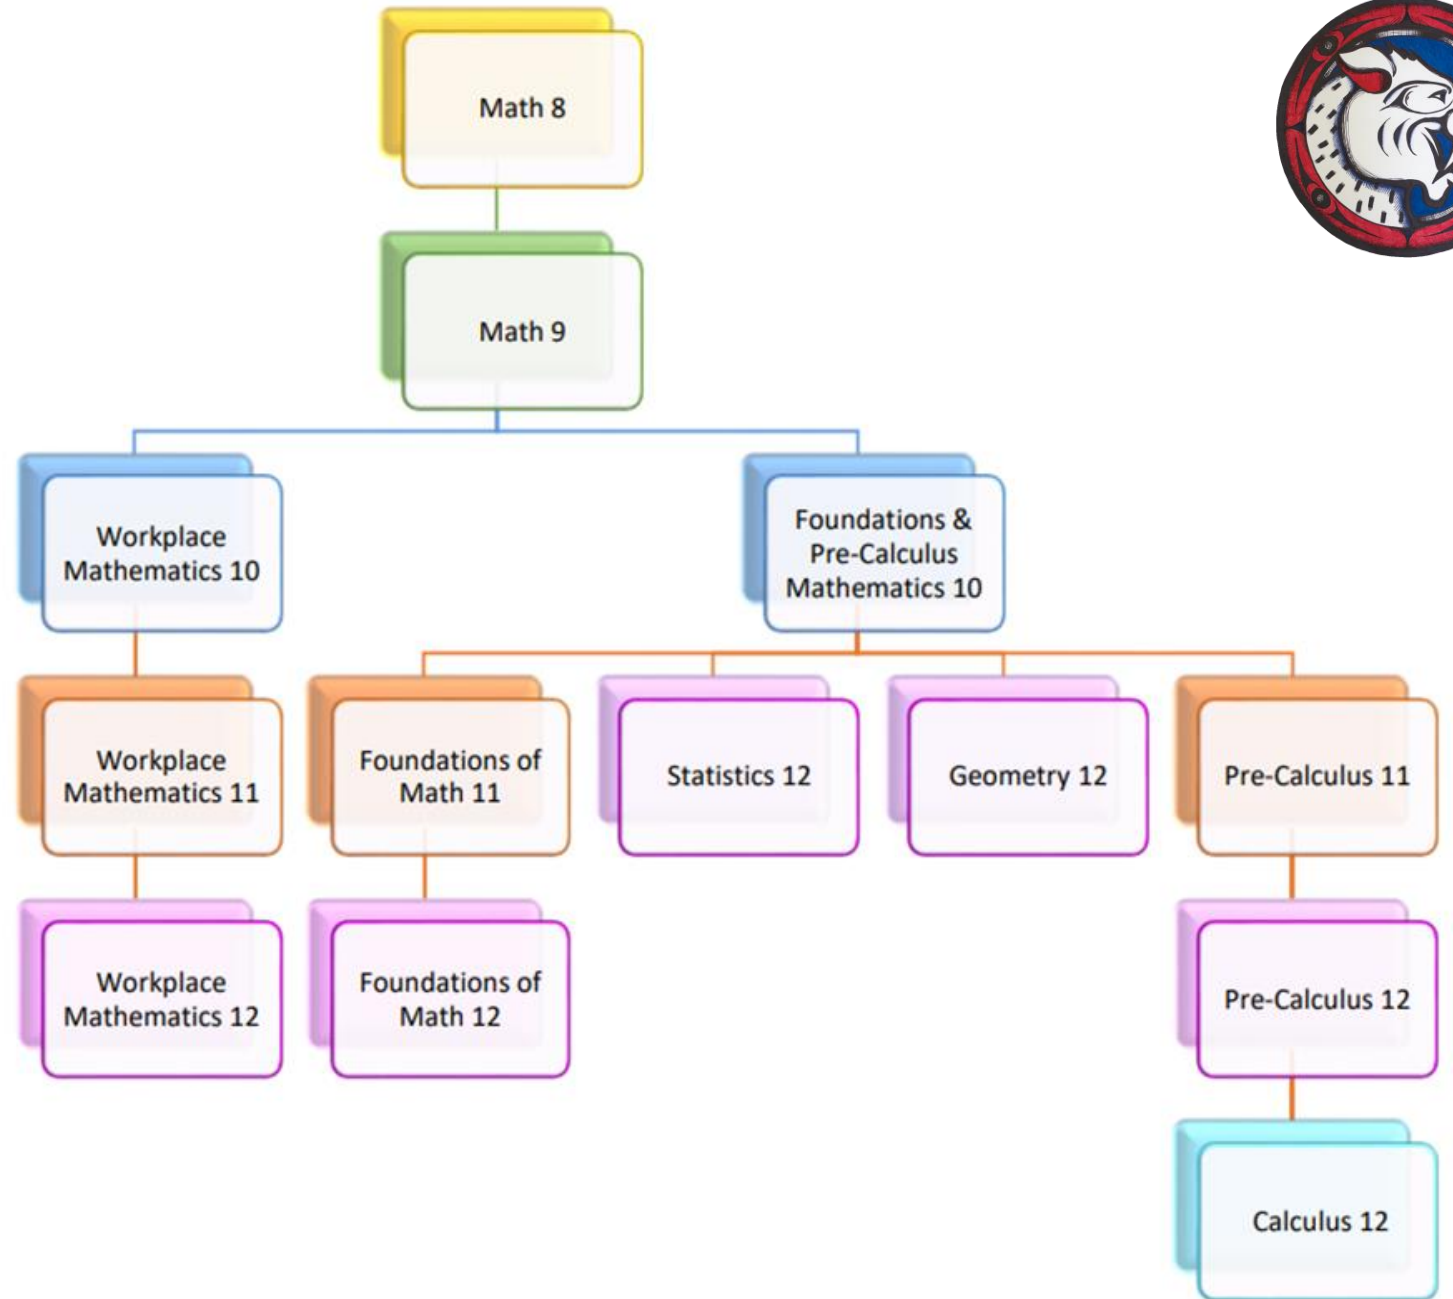 Math 8
Math 9
Workplace
Mathematics 10
Foundations &
Pre-Calculus
Mathematics 10
Workplace
Mathematics 11
Foundations of
Math 11
Statistics 12
Geometry 12
Pre-Calculus 11
Workplace
Mathematics 12
Foundations of
Math 12
Pre-Calculus 12
Calculus 12